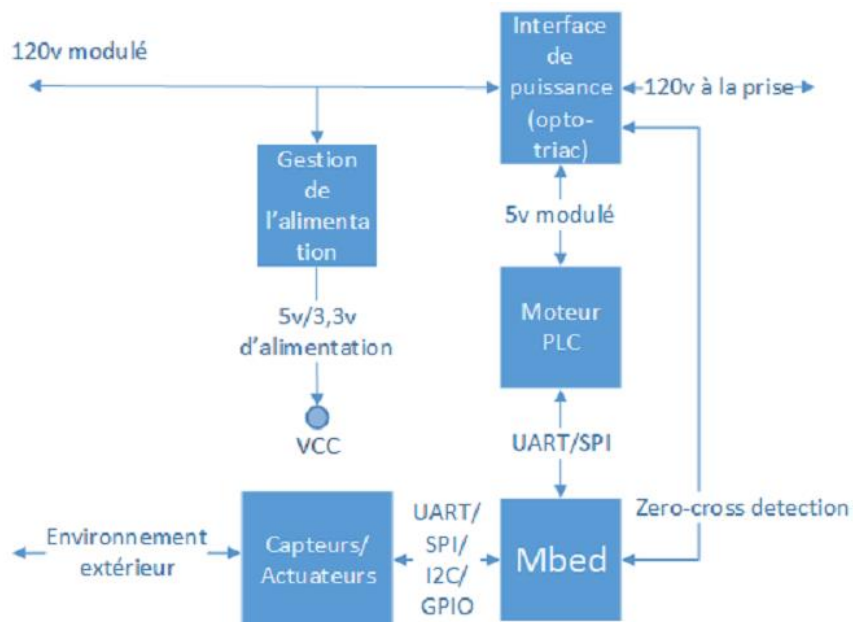 120v modulé
Interface
de
puissance
(opto-
triac)
120v à la prise
Gestion
de
l'alimenta
tion
5v modulé
5v/3,3v
d'alimentation
Moteur
PLC
VCC
UART/SPI
Zero-cross detection
Environnement
extérieur
Capteurs/
Actuateurs
UART/
SPI/
I2C/
GPIO
Mbed